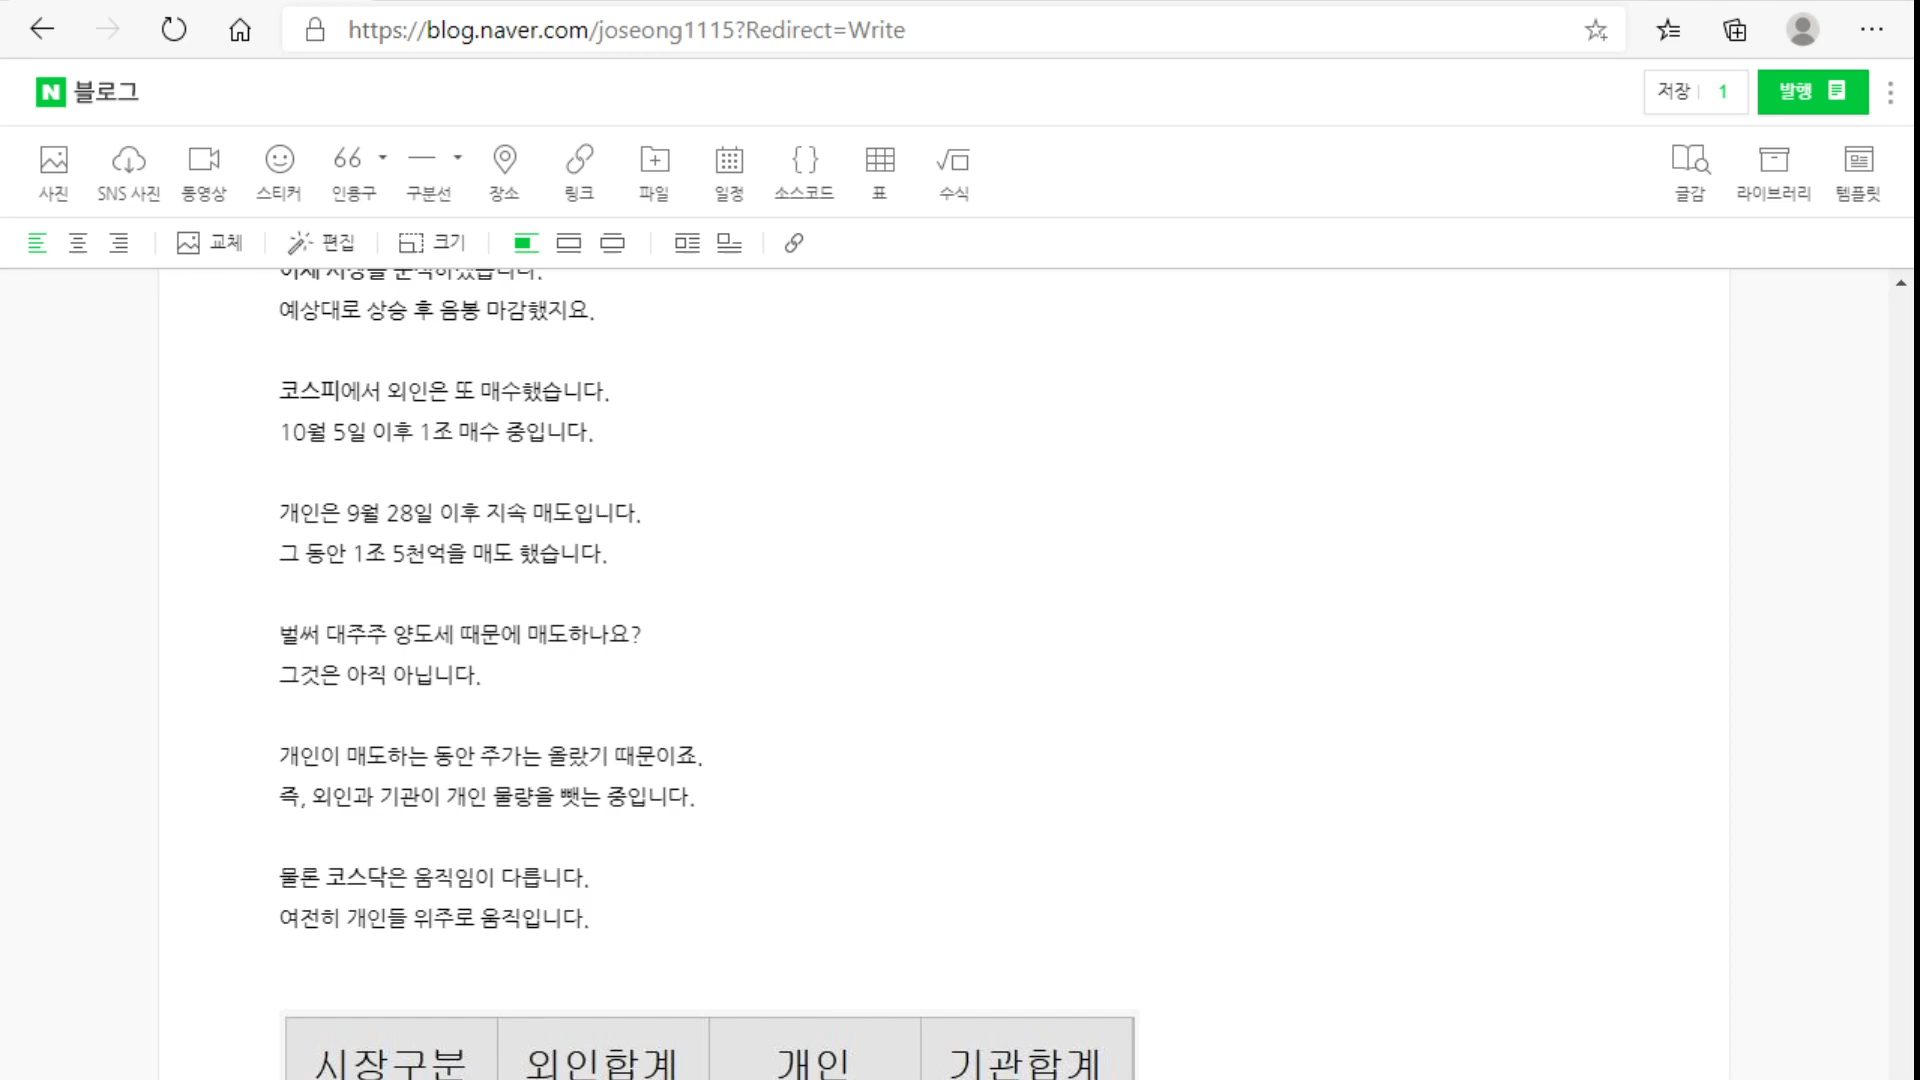 https://blog.naver.com/joseong1115?Redirect=Write
N 블로그
저장 1
발행
사진
SNS 사진
동영상
스티커
66 인용구
구분선
장소
링크
파일
일정
소스코드
표
수식
글감
라이브러리
템플릿
교체
편집
크기
예상대로 상승 후 음봉 마감했지요.
코스피에서 외인은 또 매수했습니다.
10월 5일 이후 1조 매수 중입니다.
개인은 9월 28일 이후 지속 매도입니다.
그 동안 1조 5천억을 매도 했습니다.
벌써 대주주 양도세 때문에 매도하나요?
그것은 아직 아닙니다.
개인이 매도하는 동안 주가는 올랐기 때문이죠.
즉, 외인과 기관이 개인 물량을 뺏는 중입니다.
물론 코스닥은 움직임이 다릅니다.
여전히 개인들 위주로 움직입니다.
시장구분 외인합계 개인 기관합계